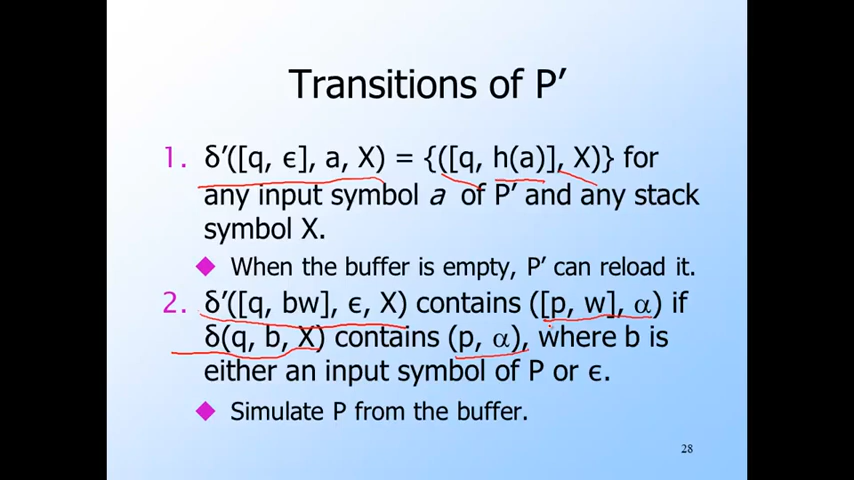 Transitions of P’
1. δ’([q, ϵ], a, X) = {([q, h(a)], X)} for
any input symbol a of P’ and any stack
symbol X.
◆ When the buffer is empty, P’ can reload it.
2. δ’([q, bw], ϵ, X) contains ([p, w], α) if
δ(q, b, X) contains (p, α), where b is
either an input symbol of P or ϵ.
◆ Simulate P from the buffer.
28